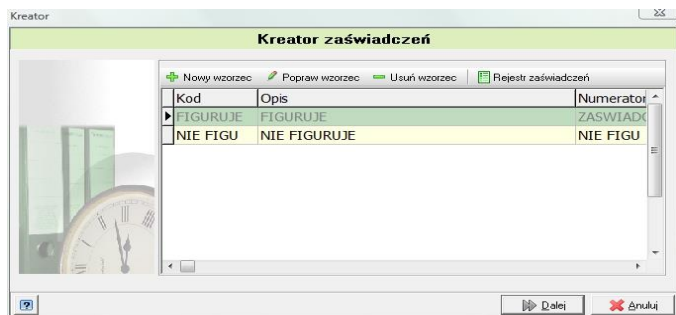 Kreator
Kreator zaświadczeń
Nowy wzorzec Popraw wzorzec Usuń wzorzec Rejestr zaświadczeń
Kod Opis Numerator
FIGURUJE FIGURUJE ZASWIADC
NIE FIGU NIE FIGURUJE NIE FIGU
? Dalej Anuluj